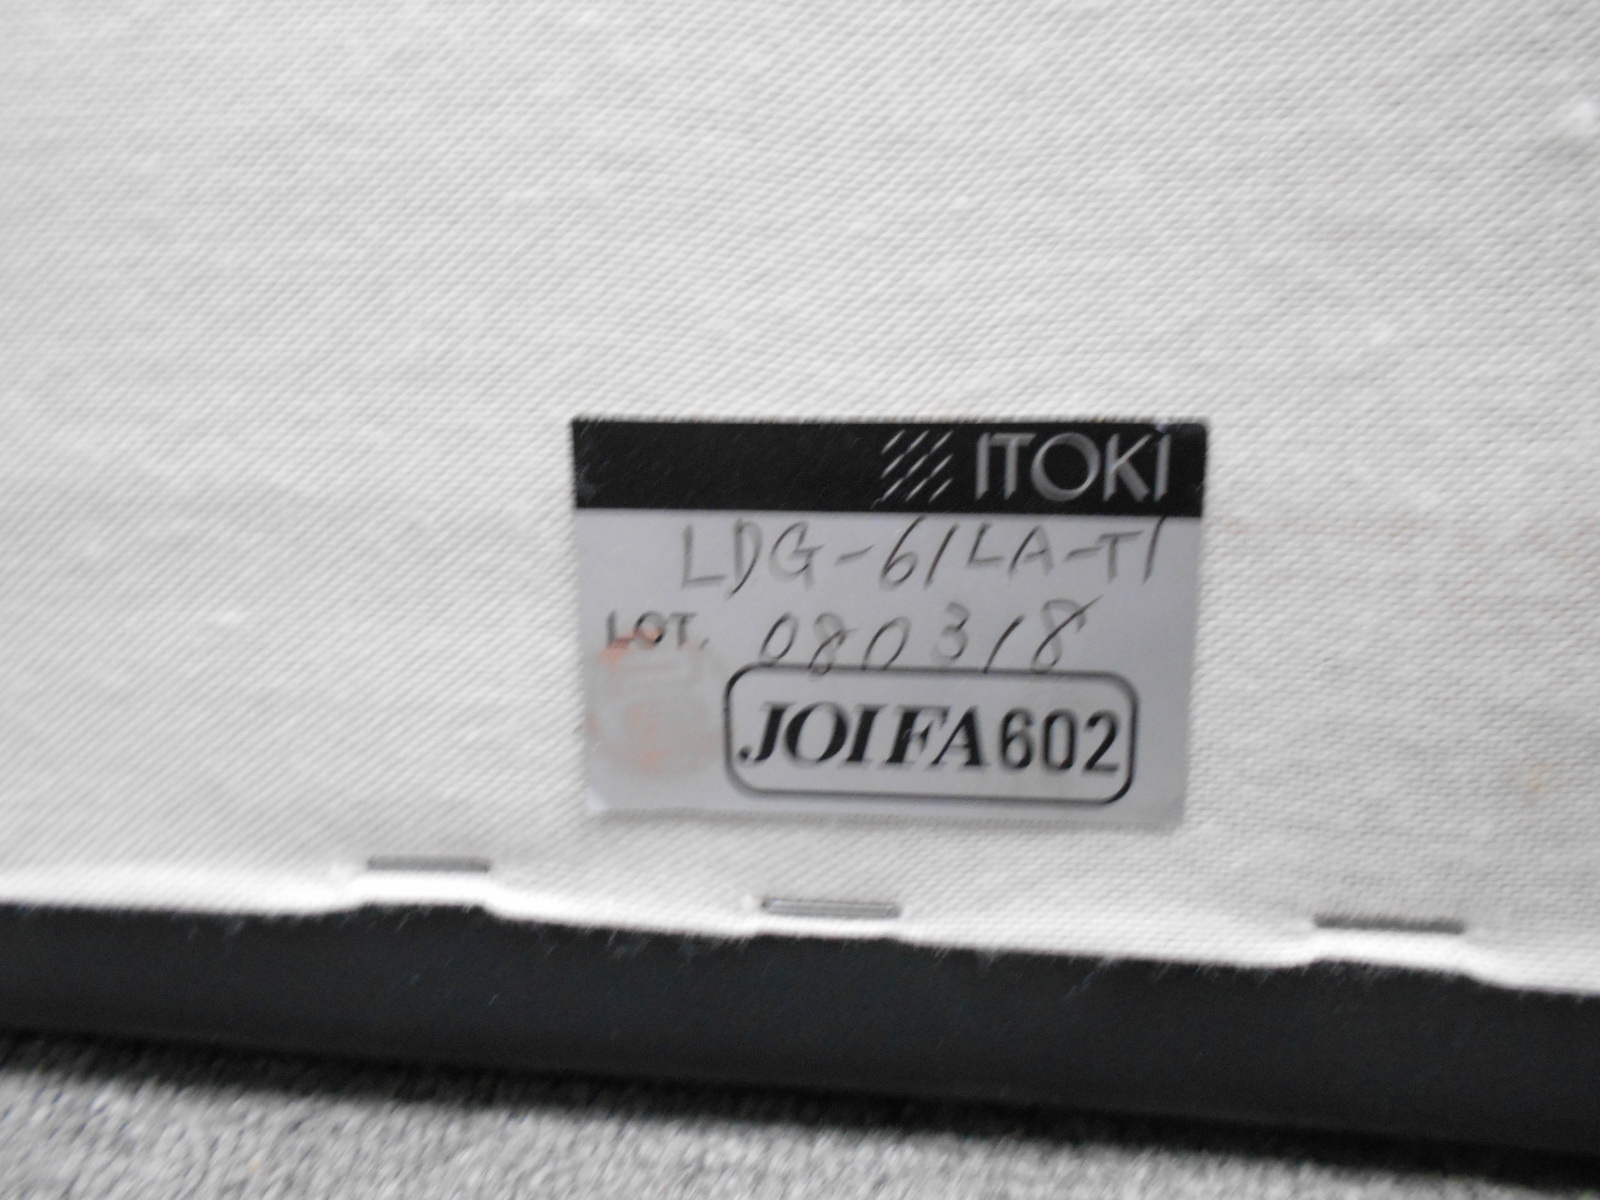 ITOKI
LDG-61LA-T1
LOT. 080318
JOIFA602